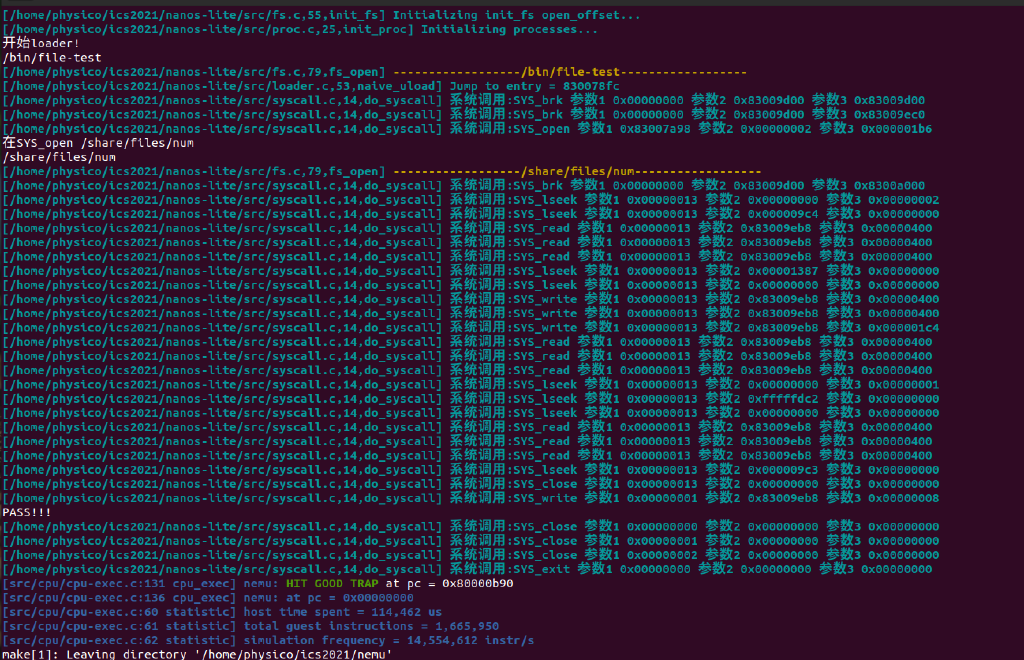 [/home/physico/ics2021/nanos-lite/src/fs.c,55,init_fs] Initializing init_fs open_offset...
[/home/physico/ics2021/nanos-lite/src/proc.c,25,init_proc] Initializing processes...
开始loader!
/bin/file-test
[/home/physico/ics2021/nanos-lite/src/fs.c,79,fs_open] ------------------/bin/file-test------------------
[/home/physico/ics2021/nanos-lite/src/loader.c,53,naive_uload] Jump to entry = 830078fc
[/home/physico/ics2021/nanos-lite/src/syscall.c,14,do_syscall] 系统调用:SYS_brk 参数1 0x00000000 参数2 0x83009d00 参数3 0x83009d00
[/home/physico/ics2021/nanos-lite/src/syscall.c,14,do_syscall] 系统调用:SYS_brk 参数1 0x00000000 参数2 0x83009d00 参数3 0x83009ec0
[/home/physico/ics2021/nanos-lite/src/syscall.c,14,do_syscall] 系统调用:SYS_open 参数1 0x83007a98 参数2 0x00000002 参数3 0x000001b6
在SYS_open /share/files/num
/share/files/num
[/home/physico/ics2021/nanos-lite/src/fs.c,79,fs_open] ------------------/share/files/num------------------
[/home/physico/ics2021/nanos-lite/src/syscall.c,14,do_syscall] 系统调用:SYS_brk 参数1 0x00000000 参数2 0x83009d00 参数3 0x8300a000
[/home/physico/ics2021/nanos-lite/src/syscall.c,14,do_syscall] 系统调用:SYS_lseek 参数1 0x00000013 参数2 0x00000000 参数3 0x00000002
[/home/physico/ics2021/nanos-lite/src/syscall.c,14,do_syscall] 系统调用:SYS_lseek 参数1 0x00000013 参数2 0x000009c4 参数3 0x00000000
[/home/physico/ics2021/nanos-lite/src/syscall.c,14,do_syscall] 系统调用:SYS_read 参数1 0x00000013 参数2 0x83009eb8 参数3 0x00000400
[/home/physico/ics2021/nanos-lite/src/syscall.c,14,do_syscall] 系统调用:SYS_read 参数1 0x00000013 参数2 0x83009eb8 参数3 0x00000400
[/home/physico/ics2021/nanos-lite/src/syscall.c,14,do_syscall] 系统调用:SYS_read 参数1 0x00000013 参数2 0x83009eb8 参数3 0x00000400
[/home/physico/ics2021/nanos-lite/src/syscall.c,14,do_syscall] 系统调用:SYS_lseek 参数1 0x00000013 参数2 0x00001387 参数3 0x00000000
[/home/physico/ics2021/nanos-lite/src/syscall.c,14,do_syscall] 系统调用:SYS_lseek 参数1 0x00000013 参数2 0x00000000 参数3 0x00000000
[/home/physico/ics2021/nanos-lite/src/syscall.c,14,do_syscall] 系统调用:SYS_write 参数1 0x00000013 参数2 0x83009eb8 参数3 0x00000400
[/home/physico/ics2021/nanos-lite/src/syscall.c,14,do_syscall] 系统调用:SYS_write 参数1 0x00000013 参数2 0x83009eb8 参数3 0x00000400
[/home/physico/ics2021/nanos-lite/src/syscall.c,14,do_syscall] 系统调用:SYS_write 参数1 0x00000013 参数2 0x83009eb8 参数3 0x000001c4
[/home/physico/ics2021/nanos-lite/src/syscall.c,14,do_syscall] 系统调用:SYS_read 参数1 0x00000013 参数2 0x83009eb8 参数3 0x00000400
[/home/physico/ics2021/nanos-lite/src/syscall.c,14,do_syscall] 系统调用:SYS_read 参数1 0x00000013 参数2 0x83009eb8 参数3 0x00000400
[/home/physico/ics2021/nanos-lite/src/syscall.c,14,do_syscall] 系统调用:SYS_read 参数1 0x00000013 参数2 0x83009eb8 参数3 0x00000400
[/home/physico/ics2021/nanos-lite/src/syscall.c,14,do_syscall] 系统调用:SYS_lseek 参数1 0x00000013 参数2 0x00000000 参数3 0x00000001
[/home/physico/ics2021/nanos-lite/src/syscall.c,14,do_syscall] 系统调用:SYS_lseek 参数1 0x00000013 参数2 0xfffffdc2 参数3 0x00000000
[/home/physico/ics2021/nanos-lite/src/syscall.c,14,do_syscall] 系统调用:SYS_lseek 参数1 0x00000013 参数2 0x00000000 参数3 0x00000000
[/home/physico/ics2021/nanos-lite/src/syscall.c,14,do_syscall] 系统调用:SYS_read 参数1 0x00000013 参数2 0x83009eb8 参数3 0x00000400
[/home/physico/ics2021/nanos-lite/src/syscall.c,14,do_syscall] 系统调用:SYS_read 参数1 0x00000013 参数2 0x83009eb8 参数3 0x00000400
[/home/physico/ics2021/nanos-lite/src/syscall.c,14,do_syscall] 系统调用:SYS_read 参数1 0x00000013 参数2 0x83009eb8 参数3 0x00000400
[/home/physico/ics2021/nanos-lite/src/syscall.c,14,do_syscall] 系统调用:SYS_lseek 参数1 0x00000013 参数2 0x000009c3 参数3 0x00000000
[/home/physico/ics2021/nanos-lite/src/syscall.c,14,do_syscall] 系统调用:SYS_close 参数1 0x00000013 参数2 0x00000000 参数3 0x00000000
[/home/physico/ics2021/nanos-lite/src/syscall.c,14,do_syscall] 系统调用:SYS_write 参数1 0x00000001 参数2 0x83009eb8 参数3 0x00000008
PASS!!!
[/home/physico/ics2021/nanos-lite/src/syscall.c,14,do_syscall] 系统调用:SYS_close 参数1 0x00000000 参数2 0x00000000 参数3 0x00000000
[/home/physico/ics2021/nanos-lite/src/syscall.c,14,do_syscall] 系统调用:SYS_close 参数1 0x00000001 参数2 0x00000000 参数3 0x00000000
[/home/physico/ics2021/nanos-lite/src/syscall.c,14,do_syscall] 系统调用:SYS_close 参数1 0x00000002 参数2 0x00000000 参数3 0x00000000
[/home/physico/ics2021/nanos-lite/src/syscall.c,14,do_syscall] 系统调用:SYS_exit 参数1 0x00000000 参数2 0x00000000 参数3 0x00000000
[src/cpu/cpu-exec.c:131 cpu_exec] nemu: HIT GOOD TRAP at pc = 0x80000b90
[src/cpu/cpu-exec.c:136 cpu_exec] nemu: at pc = 0x00000000
[src/cpu/cpu-exec.c:60 statistic] host time spent = 114,462 us
[src/cpu/cpu-exec.c:61 statistic] total guest instructions = 1,665,950
[src/cpu/cpu-exec.c:62 statistic] simulation frequency = 14,554,612 instr/s
make[1]: Leaving directory '/home/physico/ics2021/nemu'